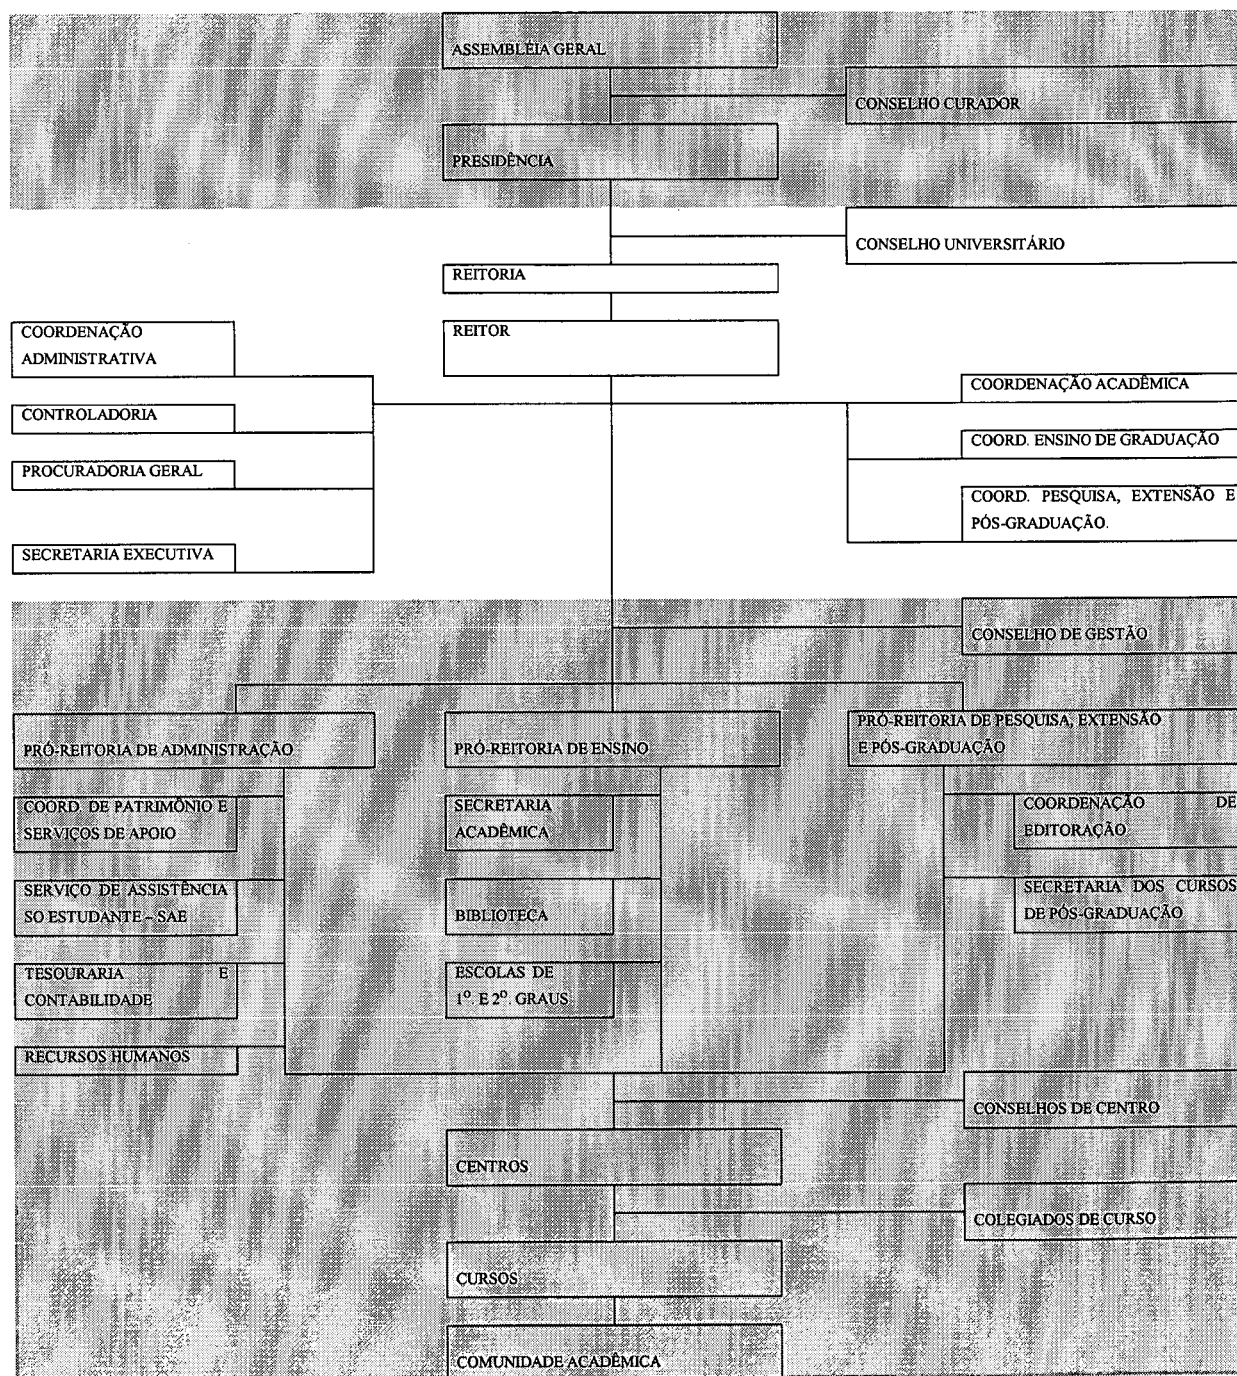 ASSEMBLÉIA GERAL
CONSELHO CURADOR
PRESIDÊNCIA
CONSELHO UNIVERSITÁRIO
REITORIA
REITOR
COORDENAÇÃO
ADMINISTRATIVA
CONTROLADORIA
PROCURADORIA GERAL
SECRETARIA EXECUTIVA
COORDENAÇÃO ACADÊMICA
COORD. ENSINO DE GRADUAÇÃO
COORD. PESQUISA, EXTENSÃO E
PÓS-GRADUAÇÃO.
CONSELHO DE GESTÃO
PRÓ-REITORIA DE ADMINISTRAÇÃO
PRÓ-REITORIA DE ENSINO
PRÓ-REITORIA DE PESQUISA, EXTENSÃO
E PÓS-GRADUAÇÃO
COORD. DE PATRIMÔNIO E
SERVIÇOS DE APOIO
SERVIÇO DE ASSISTÊNCIA
SO ESTUDANTE – SAE
TESOURARIA E
CONTABILIDADE
RECURSOS HUMANOS
SECRETARIA
ACADÊMICA
BIBLIOTECA
ESCOLAS DE
1º. E 2º. GRAUS
COORDENAÇÃO DE
EDITORAÇÃO
SECRETARIA DOS CURSOS
DE PÓS-GRADUAÇÃO
CONSELHOS DE CENTRO
CENTROS
COLEGIADOS DE CURSO
CURSOS
COMUNIDADE ACADÊMICA